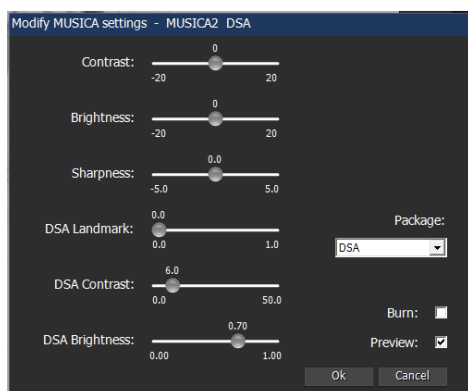 Modify MUSICA settings - MUSICA2 DSA
0
Contrast:
-20 20
0
Brightness:
-20 20
0.0
Sharpness:
-5.0 5.0
0.0
DSA Landmark:
0.0 1.0
Package:
DSA
6.0
DSA Contrast:
0.0 50.0
Burn:
0.70
DSA Brightness:
0.00 1.00
Preview:
Ok Cancel